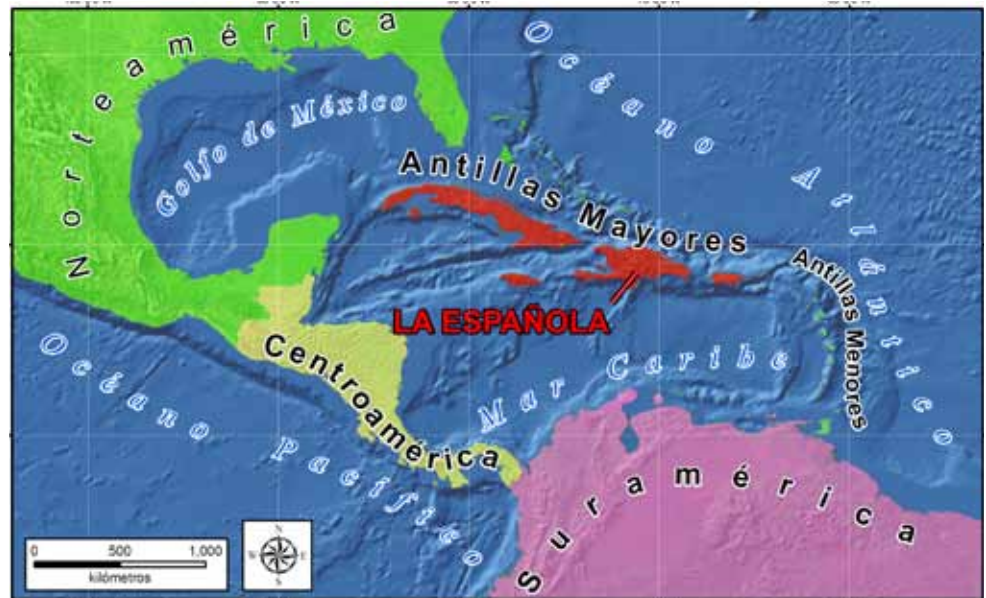 Norteamérica
Océano Atlántico
Golfo de México
Antillas Mayores
Antillas Menores
LA ESPAÑOLA
Centroamérica
Mar Caribe
Océano Pacífico
Suramérica
0 500 1,000
kilómetros
N
W E
S